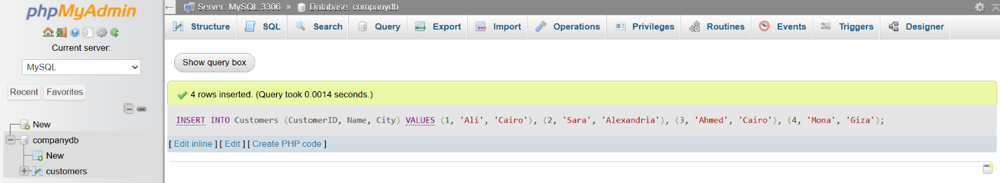 phpMyAdmin
Current server:
MySQL
Recent Favorites
New
companydb
New
customers
Server: MySQL:3306 » Database: companydb
Structure SQL Search Query Export Import Operations Privileges Routines Events Triggers Designer
Show query box
4 rows inserted. (Query took 0.0014 seconds.)
INSERT INTO Customers (CustomerID, Name, City) VALUES (1, 'Ali', 'Cairo'), (2, 'Sara', 'Alexandria'), (3, 'Ahmed', 'Cairo'), (4, 'Mona', 'Giza');
[ Edit inline ] [ Edit ] [ Create PHP code ]